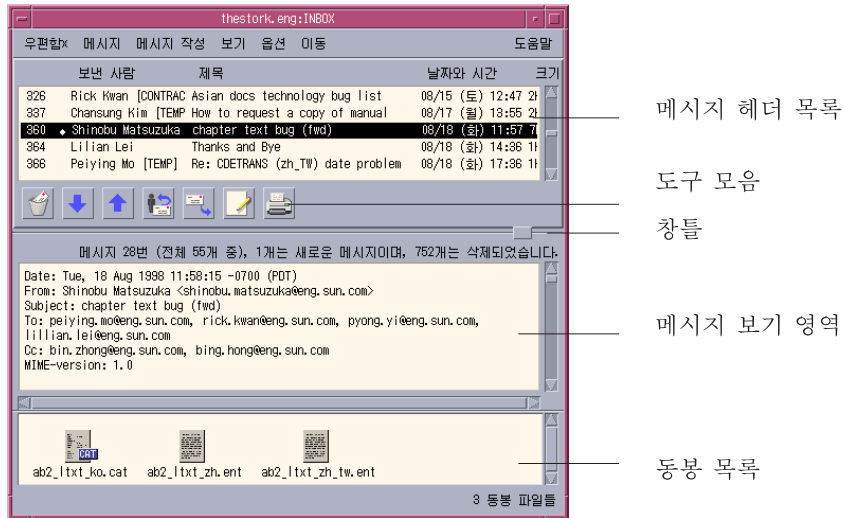 thestork.eng:INBOX
우편함x 메시지 메시지 작성 보기 옵션 이동 도움말
보낸 사람 제목 날짜와 시간 크기
326 Rick Kwan [CONTRAC Asian docs technology bug list 08/15 (토) 12:47
337 Chansung Kim [TEMP How to request a copy of manual 08/17 (월) 13:55
360 ◆ Shinobu Matsuzuka chapter text bug (fwd) 08/18 (화) 11:57
364 Lilian Lei Thanks and Bye 08/18 (화) 14:36
366 Peiying Mo [TEMP] Re: CDETRANS (zh_TW) date problem 08/18 (화) 17:36
메시지 28번 (전체 55개 중), 1개는 새로운 메시지이며, 752개는 삭제되었습니다.
Date: Tue, 18 Aug 1998 11:58:15 -0700 (PDT)
From: Shinobu Matsuzuka <shinobu.matsuzuka@eng.sun.com>
Subject: chapter text bug (fwd)
To: peiying.mo@eng.sun.com, rick.kwan@eng.sun.com, pyong.yi@eng.sun.com,
lillian.lei@eng.sun.com
Cc: bin.zhong@eng.sun.com, bing.hong@eng.sun.com
MIME-version: 1.0
CAT
ab2_ltxt_ko.cat ab2_ltxt_zh.ent ab2_ltxt_zh_tw.ent
3 동봉 파일들
메시지 헤더 목록
도구 모음
창틀
메시지 보기 영역
동봉 목록